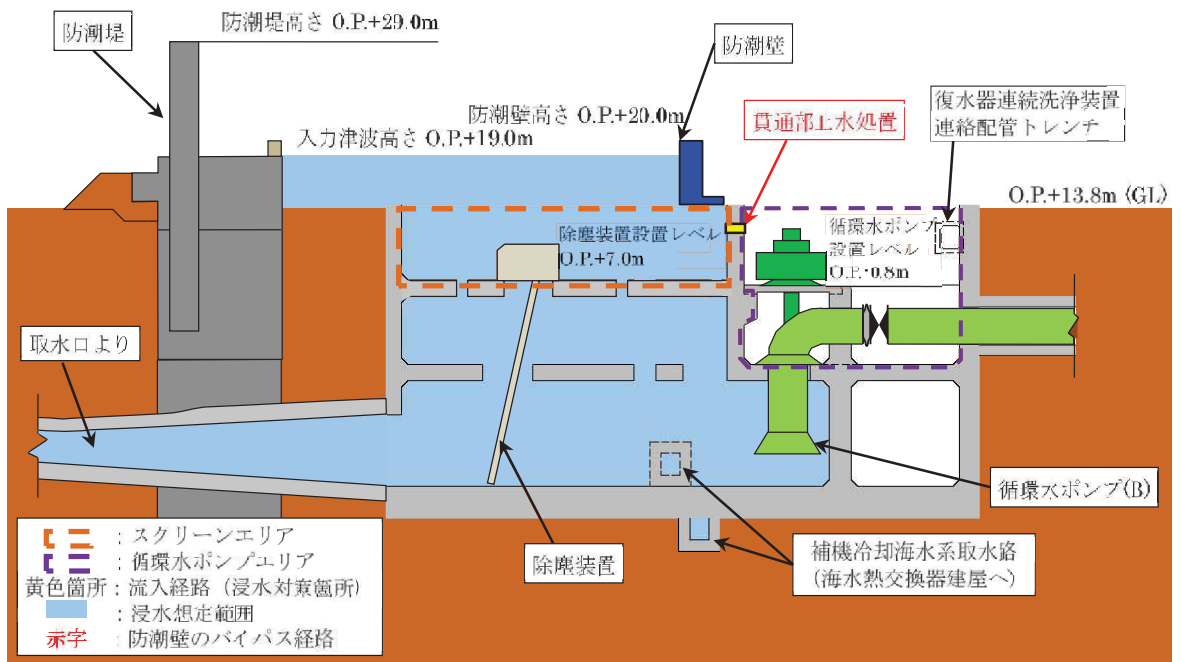 防潮堤高さ O.P.+29.0m
防潮堤
防潮壁
防潮壁高さ O.P.+20.0m
入力津波高さ O.P.+19.0m
貫通部止水処置
復水器連続洗浄装置
連絡配管トレンチ
O.P.+13.8m (GL)
除塵装置設置レベル
O.P.+7.0m
循環水ポンプ
設置レベル
O.P.-0.8m
取水口より
循環水ポンプ(B)
除塵装置
補機冷却海水系取水路
(海水熱交換器建屋へ)
：スクリーンエリア
：循環水ポンプエリア
黄色箇所：流入経路（浸水対策箇所）
：浸水想定範囲
赤字：防潮壁のバイパス経路